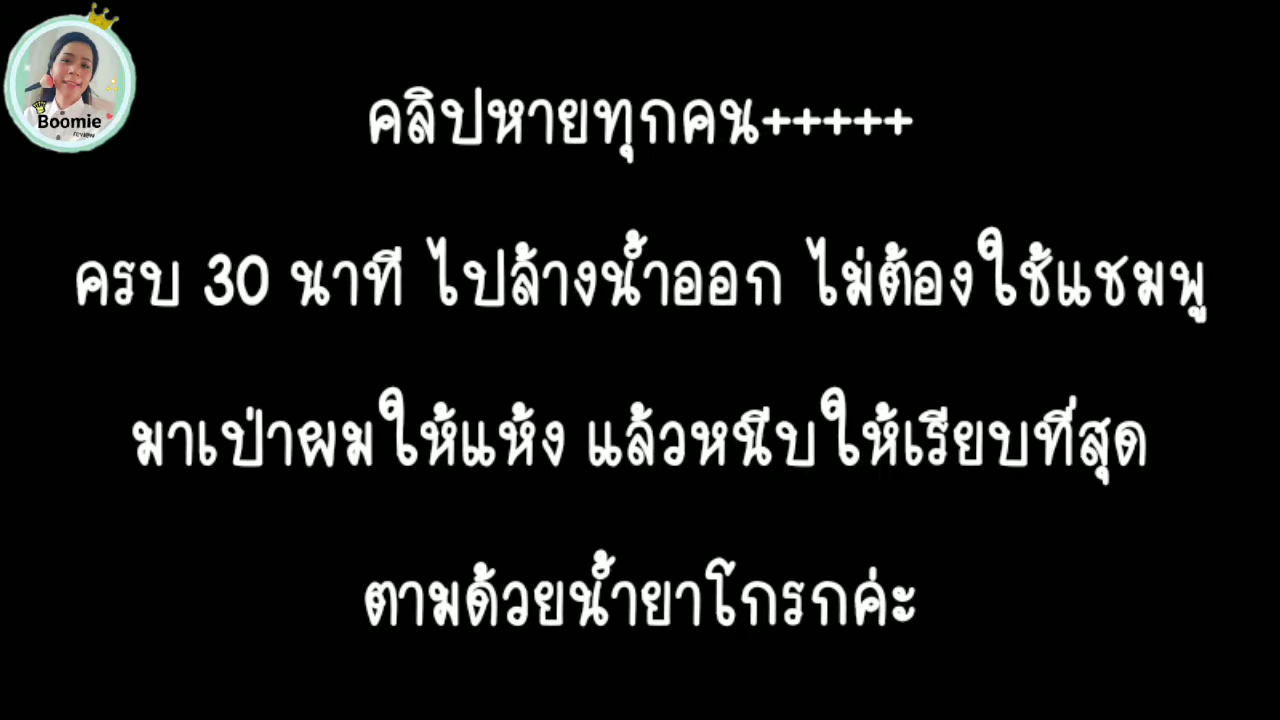 Boomie
review
คลิปหายทุกคน+++++
ครบ 30 นาที ไปล้างน้ำออก ไม่ต้องใช้แชมพู
มาเป่าผมให้แห้ง แล้วหนีบให้เรียบที่สุด
ตามด้วยน้ำยาโกรกค่ะ